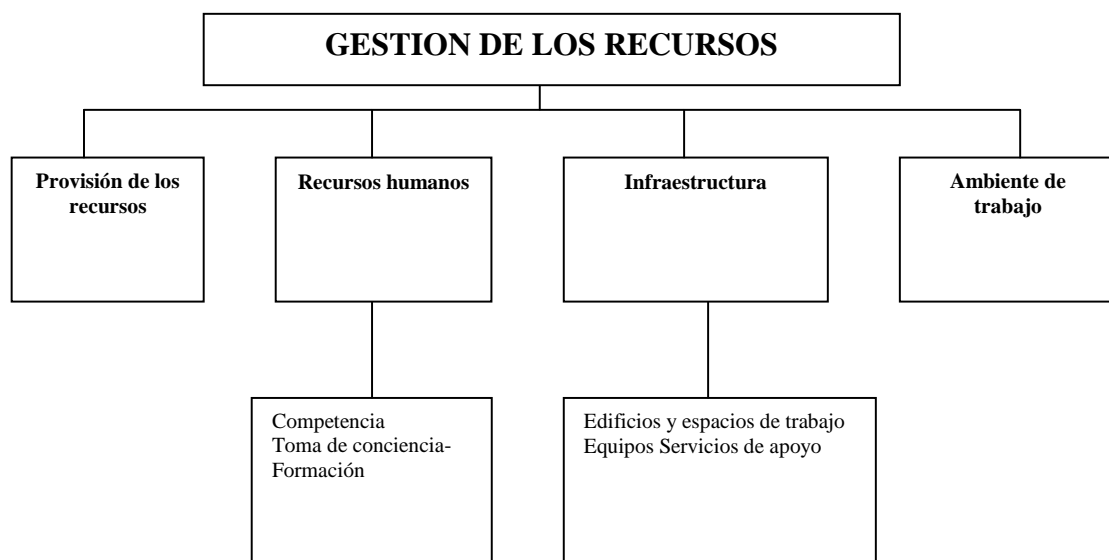 GESTION DE LOS RECURSOS
Provisión de los
recursos
Recursos humanos
Infraestructura
Ambiente de
trabajo
Competencia
Toma de conciencia-
Formación
Edificios y espacios de trabajo
Equipos Servicios de apoyo